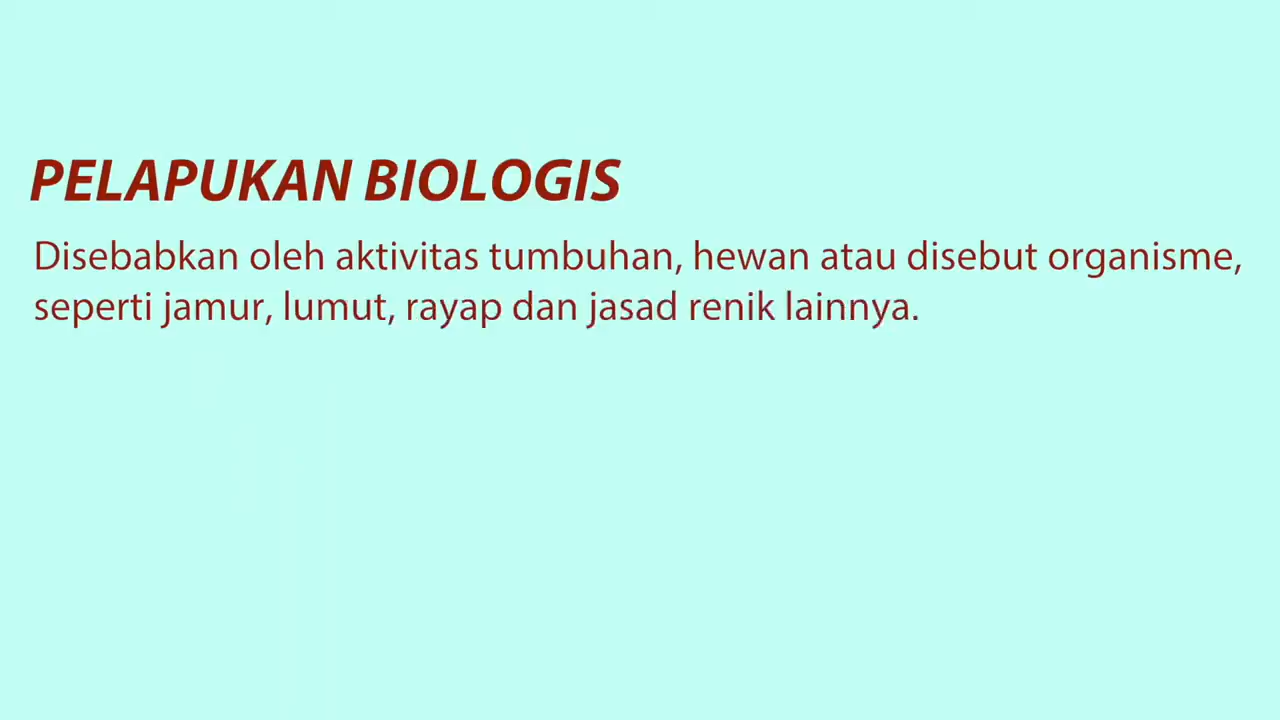 PELAPUKAN BIOLOGIS
Disebabkan oleh aktivitas tumbuhan, hewan atau disebut organisme,
seperti jamur, lumut, rayap dan jasad renik lainnya.